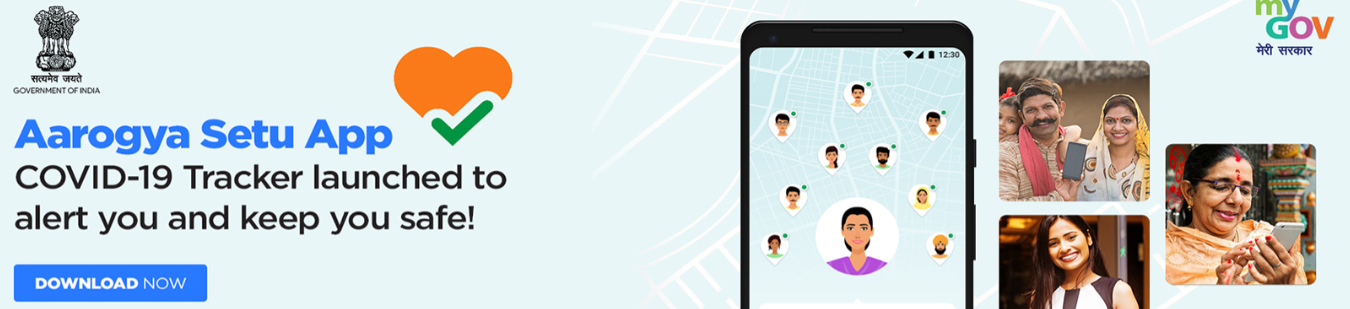 सत्यमेव जयते
GOVERNMENT OF INDIA
Aarogya Setu App
COVID-19 Tracker launched to
alert you and keep you safe!
DOWNLOAD NOW
12:30
my
GOV
मेरी सरकार